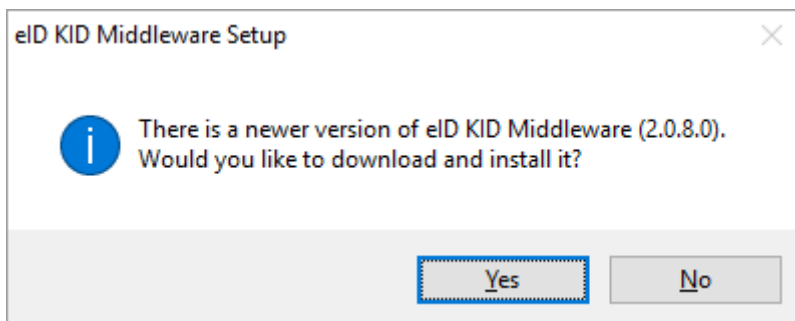 eID KID Middleware Setup
There is a newer version of eID KID Middleware (2.0.8.0).
Would you like to download and install it?
Yes
No